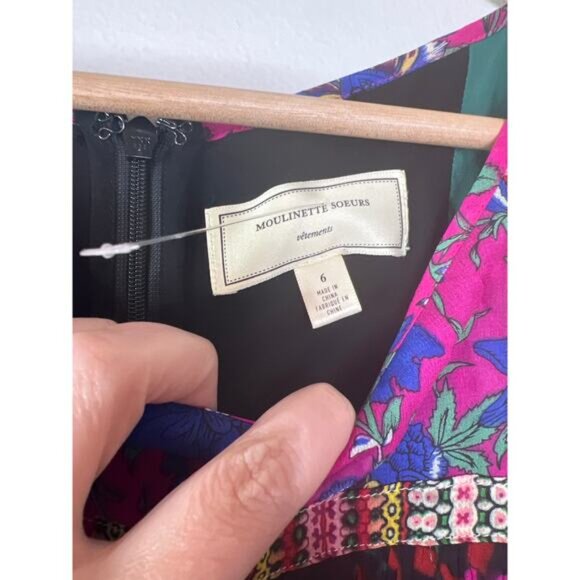 MOULINETTE SOEURS
vêtements
6
MADE IN
CHINA
FABRIQUÉ EN
CHINE